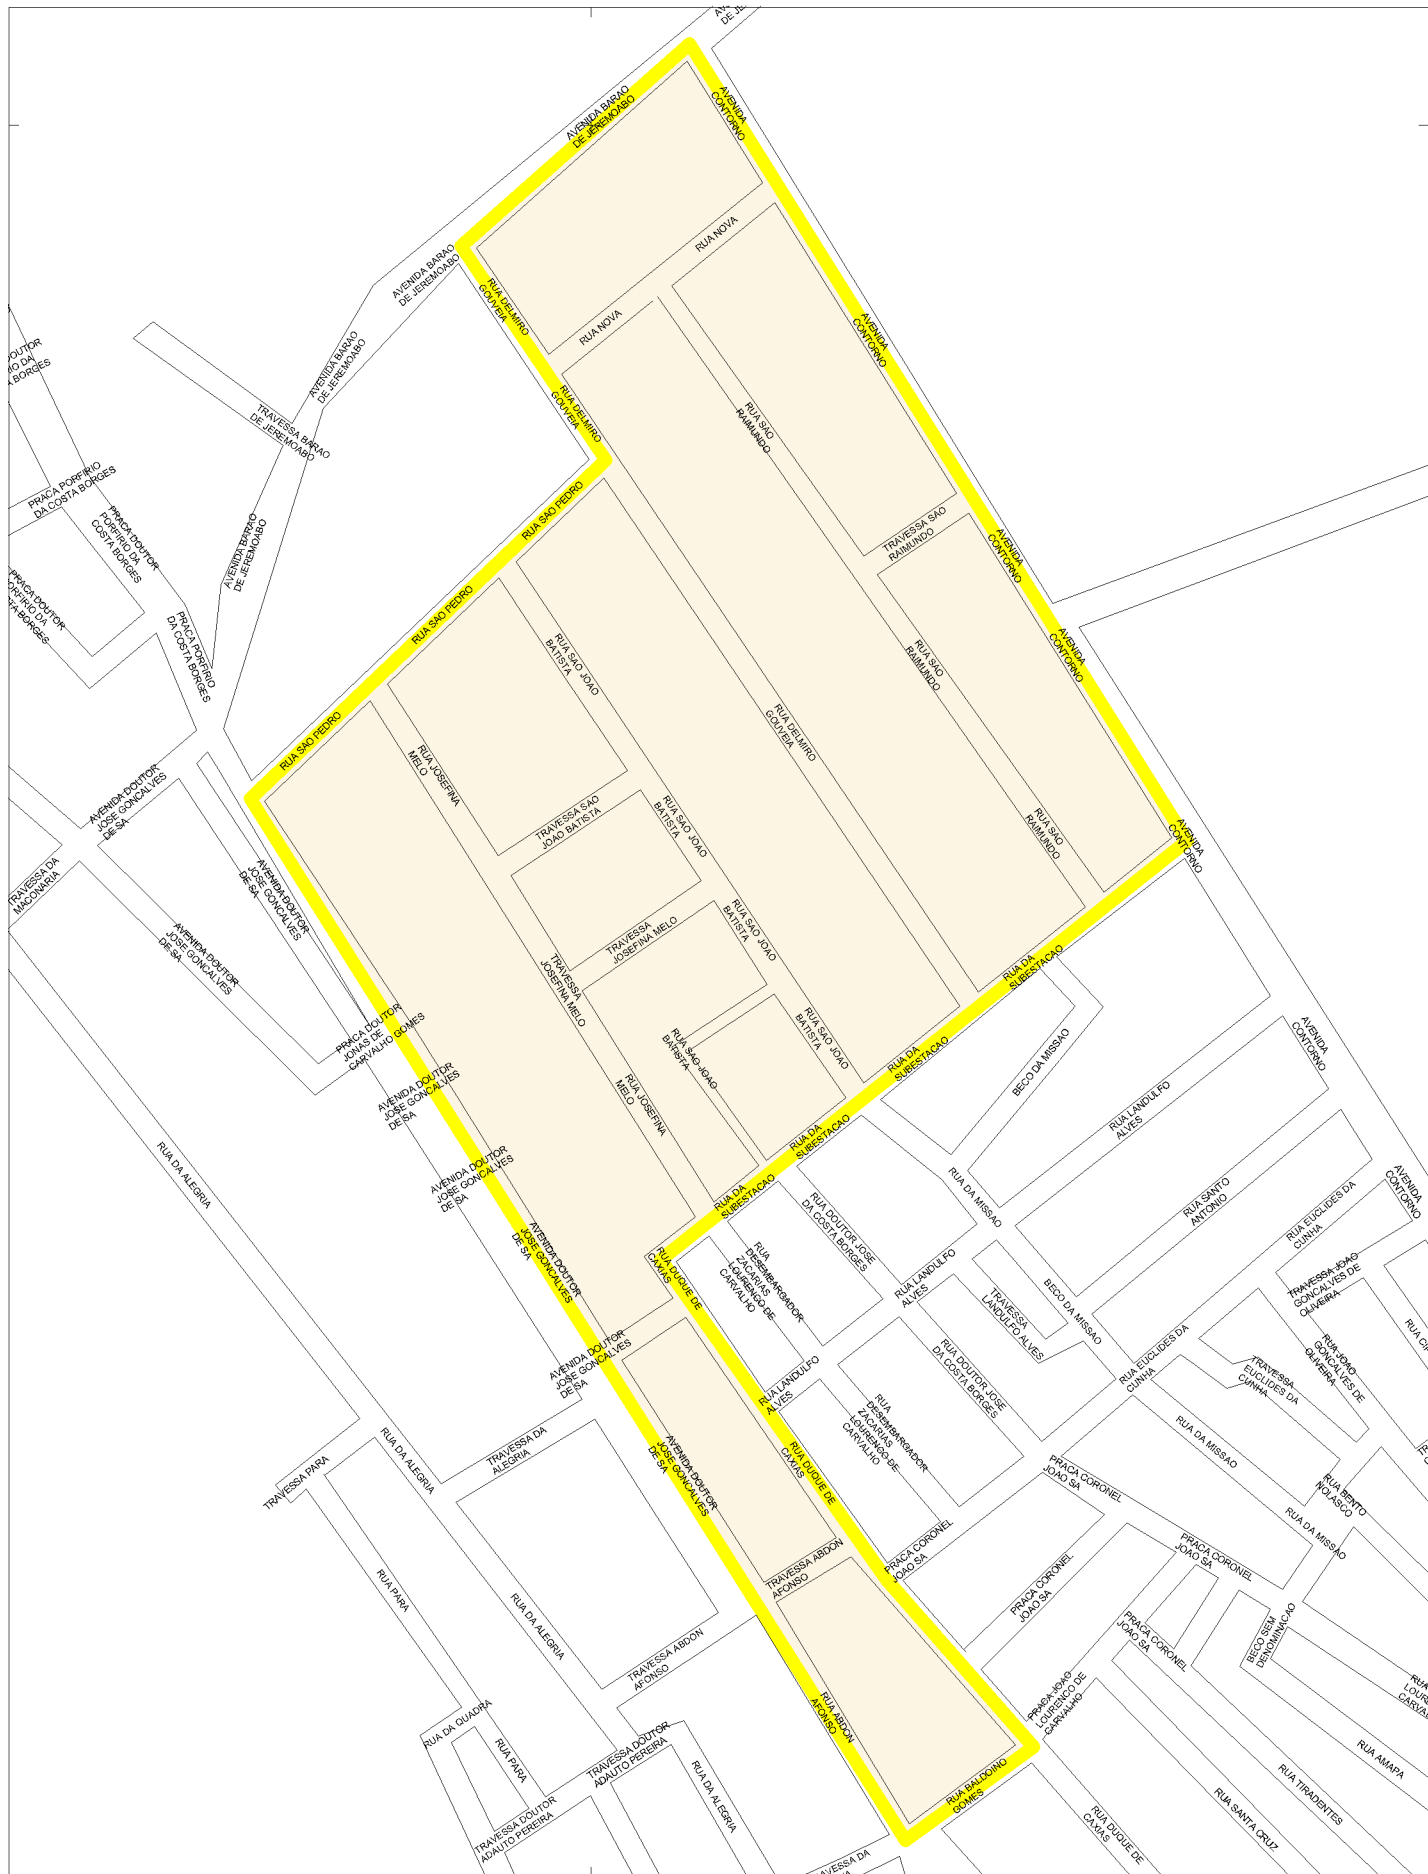 AVENIDA BARAO
DE JEREMOABO
AVENIDA
CONTORNO
RUA NOVA
AVENIDA BARAO
DE JEREMOABO
RUA DELMIRO
GOUVEIA
RUA NOVA
AVENIDA
CONTORNO
AVENIDA BARAO
DE JEREMOABO
RUA DELMIRO
GOUVEIA
TRAVESSA BARAO
DE JEREMOABO
RUA SAO
RAIMUNDO
PRACA PORFIRIO
DA COSTA BORGES
PRACA DOUTOR
PORFIRIO DA
COSTA BORGES
AVENIDA BARAO
DE JEREMOABO
RUA SAO PEDRO
TRAVESSA SAO
RAIMUNDO
AVENIDA
CONTORNO
PRACA DOUTOR
PORFIRIO DA
COSTA BORGES
PRACA PORFIRIO
DA COSTA BORGES
RUA SAO PEDRO
RUA SAO JOAO
BATISTA
RUA SAO
RAIMUNDO
AVENIDA
CONTORNO
RUA SAO PEDRO
RUA JOSEFINA
MELO
RUA DELMIRO
GOUVEIA
AVENIDA DOUTOR
JOSE GONCALVES
DE SA
TRAVESSA SAO
JOAO BATISTA
RUA SAO JOAO
BATISTA
RUA SAO
RAIMUNDO
AVENIDA
CONTORNO
TRAVESSA DA
MACONARIA
AVENIDA DOUTOR
JOSE GONCALVES
DE SA
AVENIDA DOUTOR
JOSE GONCALVES
DE SA
TRAVESSA
JOSEFINA MELO
RUA SAO JOAO
BATISTA
TRAVESSA
JOSEFINA MELO
RUA DA
SUBESTACAO
PRACA DOUTOR
JONAS DE
CARVALHO GOMES
RUA SAO JOAO
BATISTA
RUA SAO JOAO
BATISTA
RUA DA
SUBESTACAO
BECO DA MISSAO
AVENIDA
CONTORNO
AVENIDA DOUTOR
JOSE GONCALVES
DE SA
RUA JOSEFINA
MELO
RUA LANDULFO
ALVES
RUA DA ALEGRIA
AVENIDA DOUTOR
JOSE GONCALVES
DE SA
RUA DA
SUBESTACAO
RUA DA
SUBESTACAO
RUA DOUTOR JOSE
DA COSTA BORGES
RUA DA MISSAO
RUA SANTO
ANTONIO
RUA EUCLIDES DA
CUNHA
AVENIDA
CONTORNO
AVENIDA DOUTOR
JOSE GONCALVES
DE SA
RUA DUQUE DE
CAXIAS
RUA
DESEMBARGADOR
ZACARIAS
LOURENCO DE
CARVALHO
RUA LANDULFO
ALVES
TRAVESSA
LANDULFO ALVES
BECO DA MISSAO
TRAVESSA JOAO
GONCALVES DE
OLIVEIRA
AVENIDA DOUTOR
JOSE GONCALVES
DE SA
RUA LANDULFO
ALVES
RUA DOUTOR JOSE
DA COSTA BORGES
RUA EUCLIDES DA
CUNHA
TRAVESSA
EUCLIDES DA
CUNHA
RUA JOAO
GONCALVES DE
OLIVEIRA
RUA
DESEMBARGADOR
ZACARIAS
LOURENCO DE
CARVALHO
RUA DUQUE DE
CAXIAS
AVENIDA DOUTOR
JOSE GONCALVES
DE SA
TRAVESSA DA
ALEGRIA
RUA DA ALEGRIA
TRAVESSA PARA
RUA DA MISSAO
PRACA CORONEL
JOAO SA
RUA BENTO
NOLASCO
RUA DA MISSAO
PRACA CORONEL
JOAO SA
PRACA CORONEL
JOAO SA
TRAVESSA ABDON
AFONSO
RUA PARA
RUA DA ALEGRIA
PRACA CORONEL
JOAO SA
PRACA CORONEL
JOAO SA
BECO SEM
DENOMINACAO
TRAVESSA ABDON
AFONSO
RUA ABDON
AFONSO
PRACA JOAO
LOURENCO DE
CARVALHO
RUA DA QUADRA
RUA PARA
TRAVESSA DOUTOR
ADAUTO PEREIRA
RUA DA ALEGRIA
RUA BALDOINO
GOMES
RUA AMAPA
RUA TIRADENTES
RUA SANTA CRUZ
RUA DUQUE DE
CAXIAS
TRAVESSA DOUTOR
ADAUTO PEREIRA